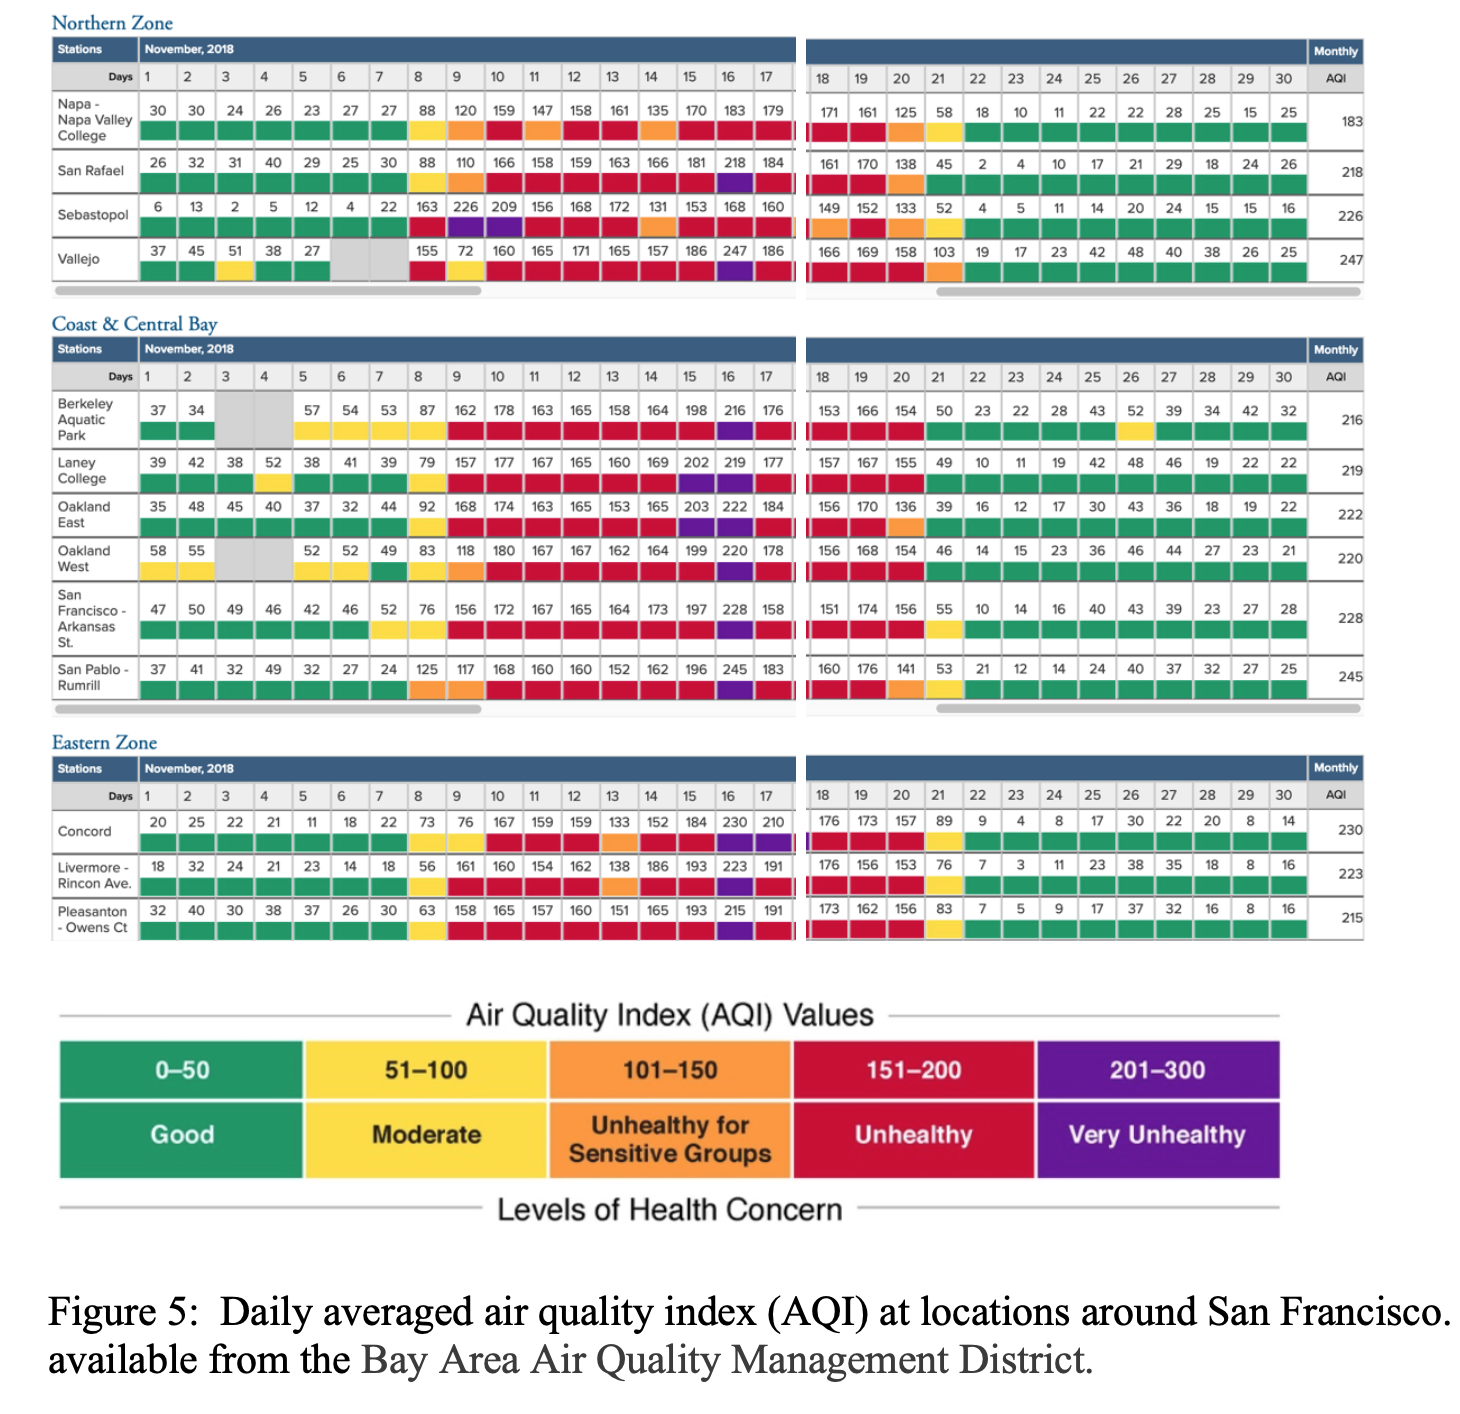 Northern Zone
Stations November, 2018 Monthly
Days 1 2 3 4 5 6 7 8 9 10 11 12 13 14 15 16 17 18 19 20 21 22 23 24 25 26 27 28 29 30 AQI
Napa -
Napa Valley
College
30 30 24 26 23 27 27 88 120 159 147 158 161 135 170 183 179 171 161 125 58 18 10 11 22 22 28 25 15 25 183
San Rafael 26 32 31 40 29 25 30 88 110 166 158 159 163 166 181 218 184 161 170 138 45 2 4 10 17 21 29 18 24 26 218
Sebastopol 6 13 2 5 12 4 22 163 226 209 156 168 172 131 153 168 160 149 152 133 52 4 5 11 14 20 24 15 15 16 226
Vallejo 37 45 51 38 27 155 72 160 165 171 165 157 186 247 186 166 169 158 103 19 17 23 42 48 40 38 26 25 247
Coast & Central Bay
Stations November, 2018 Monthly
Days 1 2 3 4 5 6 7 8 9 10 11 12 13 14 15 16 17 18 19 20 21 22 23 24 25 26 27 28 29 30 AQI
Berkeley
Aquatic
Park
37 34 57 54 53 87 162 178 163 165 158 164 198 216 176 153 166 154 50 23 22 28 43 52 39 34 42 32 216
Laney
College
39 42 38 52 38 41 39 79 157 177 167 165 160 169 202 219 177 157 167 155 49 10 11 19 42 48 46 19 22 22 219
Oakland
East
35 48 45 40 37 32 44 92 168 174 163 165 153 165 203 222 184 156 170 136 39 16 12 17 30 43 36 18 19 22 222
Oakland
West
58 55 52 52 49 83 118 180 167 167 162 164 199 220 178 156 168 154 46 14 15 23 36 46 44 27 23 21 220
San
Francisco -
Arkansas
St.
47 50 49 46 42 46 52 76 156 172 167 165 164 173 197 228 158 151 174 156 55 10 14 16 40 43 39 23 27 28 228
San Pablo -
Rumrill
37 41 32 49 32 27 24 125 117 168 160 160 152 162 196 245 183 160 176 141 53 21 12 14 24 40 37 32 27 25 245
Eastern Zone
Stations November, 2018 Monthly
Days 1 2 3 4 5 6 7 8 9 10 11 12 13 14 15 16 17 18 19 20 21 22 23 24 25 26 27 28 29 30 AQI
Concord 20 25 22 21 11 18 22 73 76 167 159 159 133 152 184 230 210 176 173 157 89 9 4 8 17 30 22 20 8 14 230
Livermore -
Rincon Ave.
18 32 24 21 23 14 18 56 161 160 154 162 138 186 193 223 191 176 156 153 76 7 3 11 23 38 35 18 8 16 223
Pleasanton
- Owens Ct
32 40 30 38 37 26 30 63 158 165 157 160 151 165 193 215 191 173 162 156 83 7 5 9 17 37 32 16 8 16 215
Air Quality Index (AQI) Values
0–50 51–100 101–150 151–200 201–300
Good Moderate Unhealthy for Sensitive Groups Unhealthy Very Unhealthy
Levels of Health Concern
Figure 5: Daily averaged air quality index (AQI) at locations around San Francisco.
available from the Bay Area Air Quality Management District.